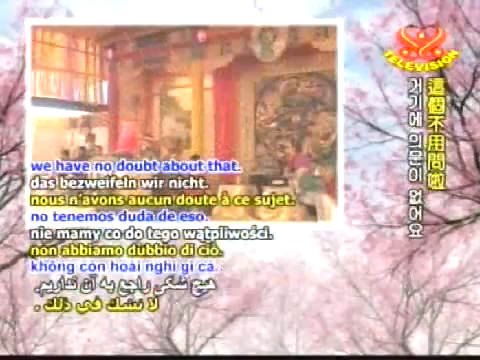 TELEVISION
we have no doubt about that.
das bezweifeln wir nicht.
nous n'avons aucun doute à ce sujet.
no tenemos duda de eso.
nie mamy co do tego wątpliwości.
non abbiamo dubbio di ciò.
không còn hoài nghi gì cả.
هیچ شکی راجع به آن نداریم.
لا نشك في ذلك .
這個不用問啦
거기에 의문이 없어요